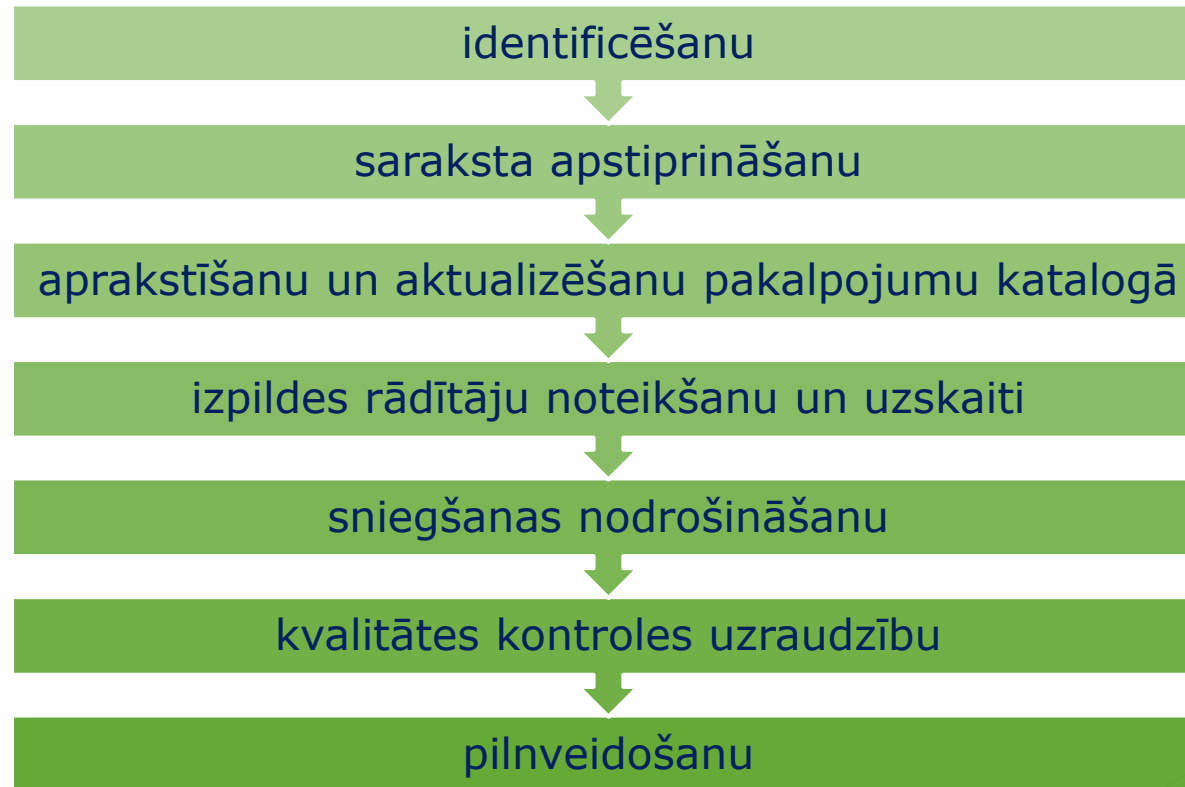 identificēšanu
saraksta apstiprināšanu
aprakstīšanu un aktualizēšanu pakalpojumu katalogā
izpildes rādītāju noteikšanu un uzskaiti
sniegšanas nodrošināšanu
kvalitātes kontroles uzraudzību
pilnveidošanu